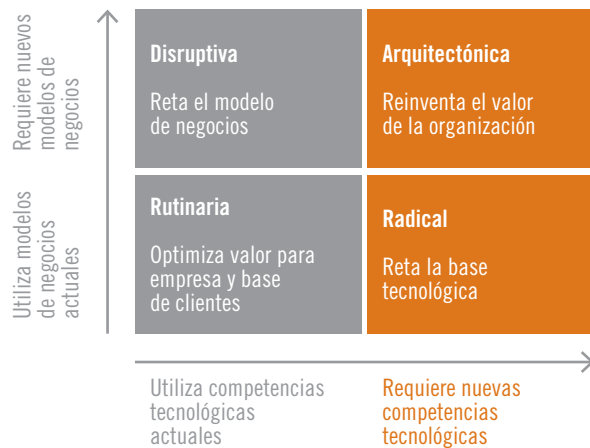 Requiere nuevos
modelos de
negocios
Disruptiva
Reta el modelo
de negocios
Arquitectónica
Reinventa el valor
de la organización
Utiliza modelos
de negocios
actuales
Rutinaria
Optimiza valor para
empresa y base
de clientes
Radical
Reta la base
tecnológica
Utiliza competencias
tecnológicas
actuales
Requiere nuevas
competencias
tecnológicas